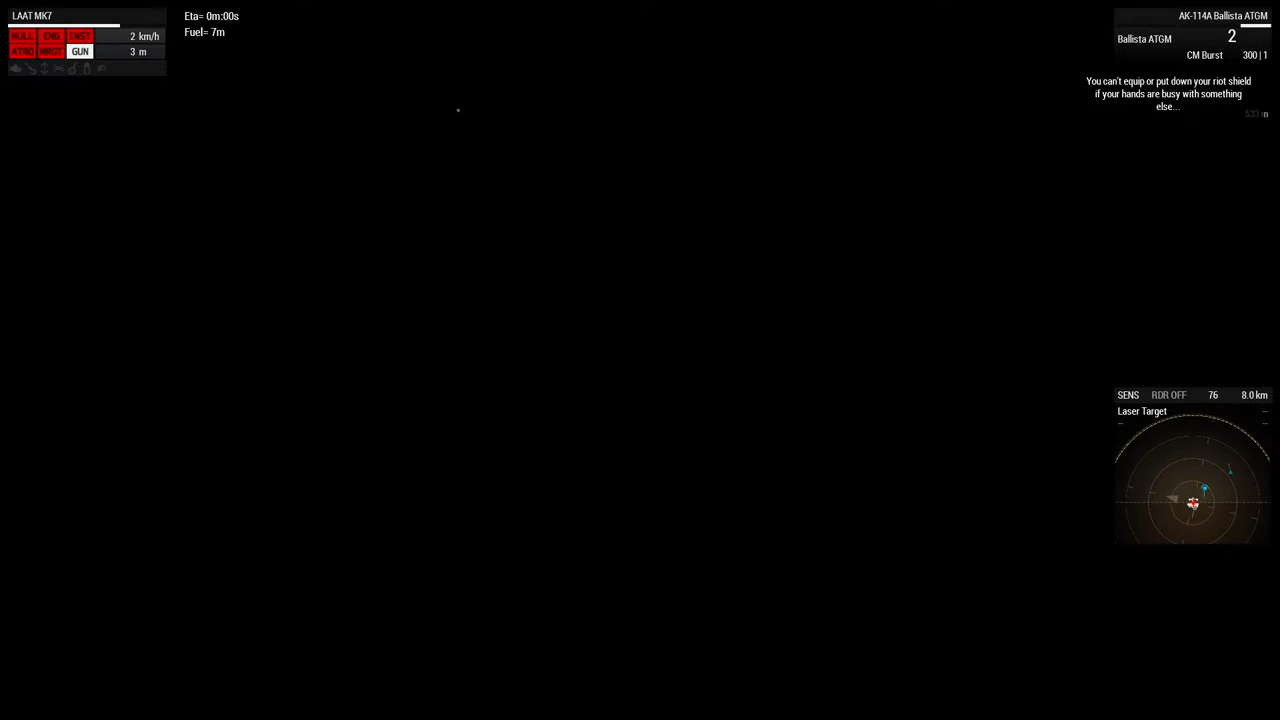 LAAT MK7
HULL ENG INST 2 km/h
ATRQ MROT GUN 3 m
Eta= 0m:00s
Fuel= 7m
AK-114A Ballista ATGM
Ballista ATGM 2
CM Burst 300 | 1
You can't equip or put down your riot shield
if your hands are busy with something
else...
533 m
SENS RDR OFF 76 8.0 km
Laser Target --
-- --